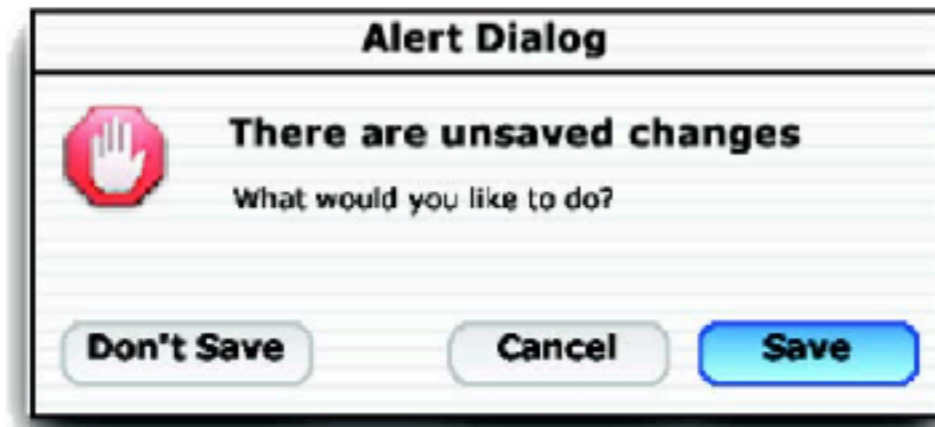 Alert Dialog
There are unsaved changes
What would you like to do?
Don't Save Cancel Save